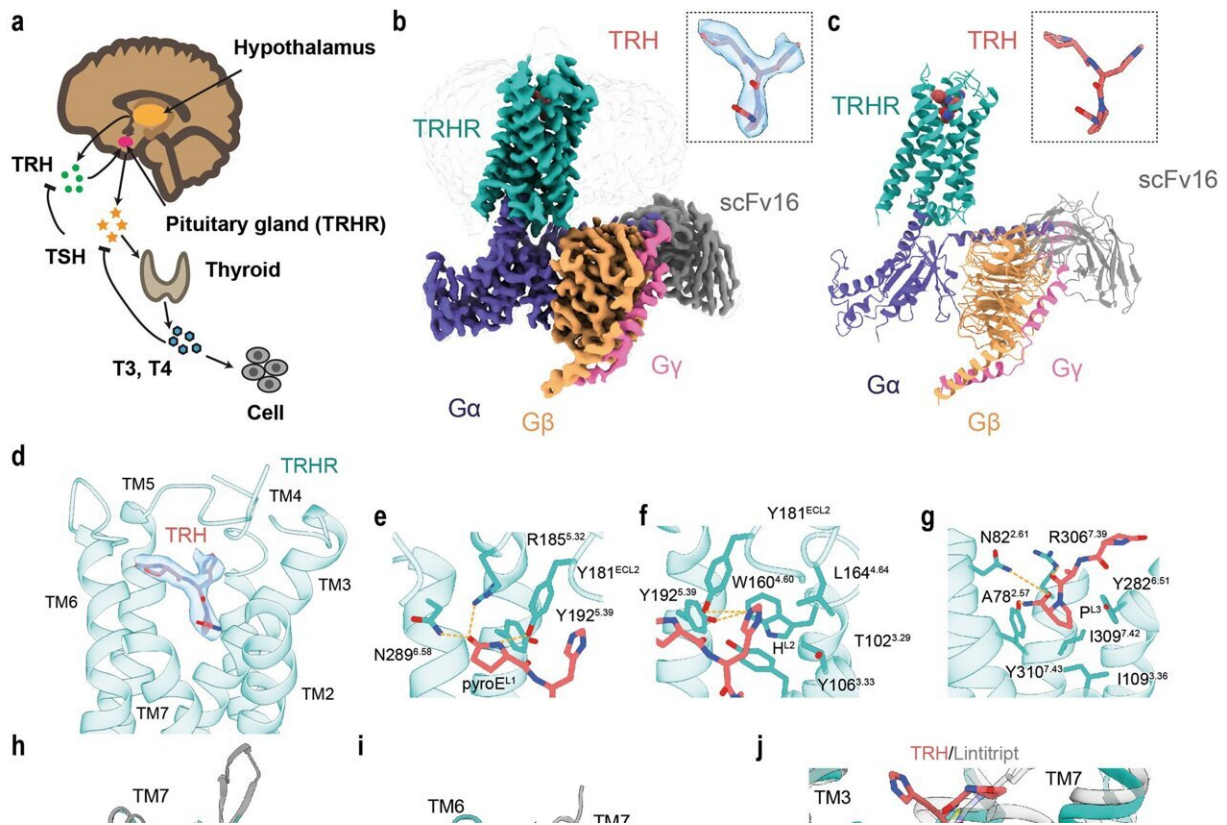 a
Hypothalamus
TRH
Pituitary gland (TRHR)
TSH
Thyroid
T3, T4
Cell
b
TRH
TRHR
scFv16
Gγ
Gα
Gβ
c
TRH
TRHR
scFv16
Gγ
Gα
Gβ
d
TRHR
TM5
TM4
TRH
TM3
TM6
TM2
TM7
e
R185^5.32
Y181^ECL2
Y192^5.39
N289^6.58
pyroE^L1
f
Y181^ECL2
W160^4.60
L164^4.64
Y192^5.39
T102^3.29
H^L2
Y106^3.33
g
N82^2.61
R306^7.39
Y282^6.51
A78^2.57
P^L3
I309^7.42
Y310^7.43
I109^3.36
h
TM7
i
TM6
TM7
j
TRH/Lintitript
TM3
TM7